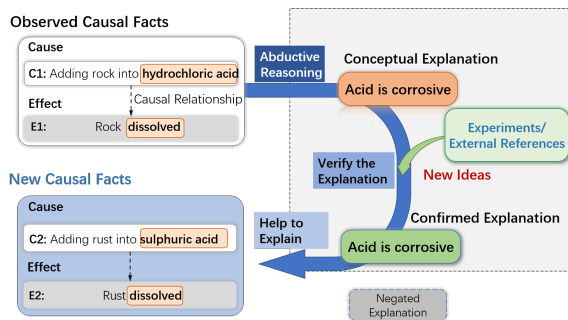 Observed Causal Facts
Cause
C1: Adding rock into hydrochloric acid
Causal Relationship
Effect
E1: Rock dissolved
Abductive
Reasoning
Conceptual Explanation
Acid is corrosive
Experiments/
External References
Verify the
Explanation
New Ideas
Confirmed Explanation
Acid is corrosive
Help to
Explain
New Causal Facts
Cause
C2: Adding rust into sulphuric acid
Effect
E2: Rust dissolved
Negated
Explanation